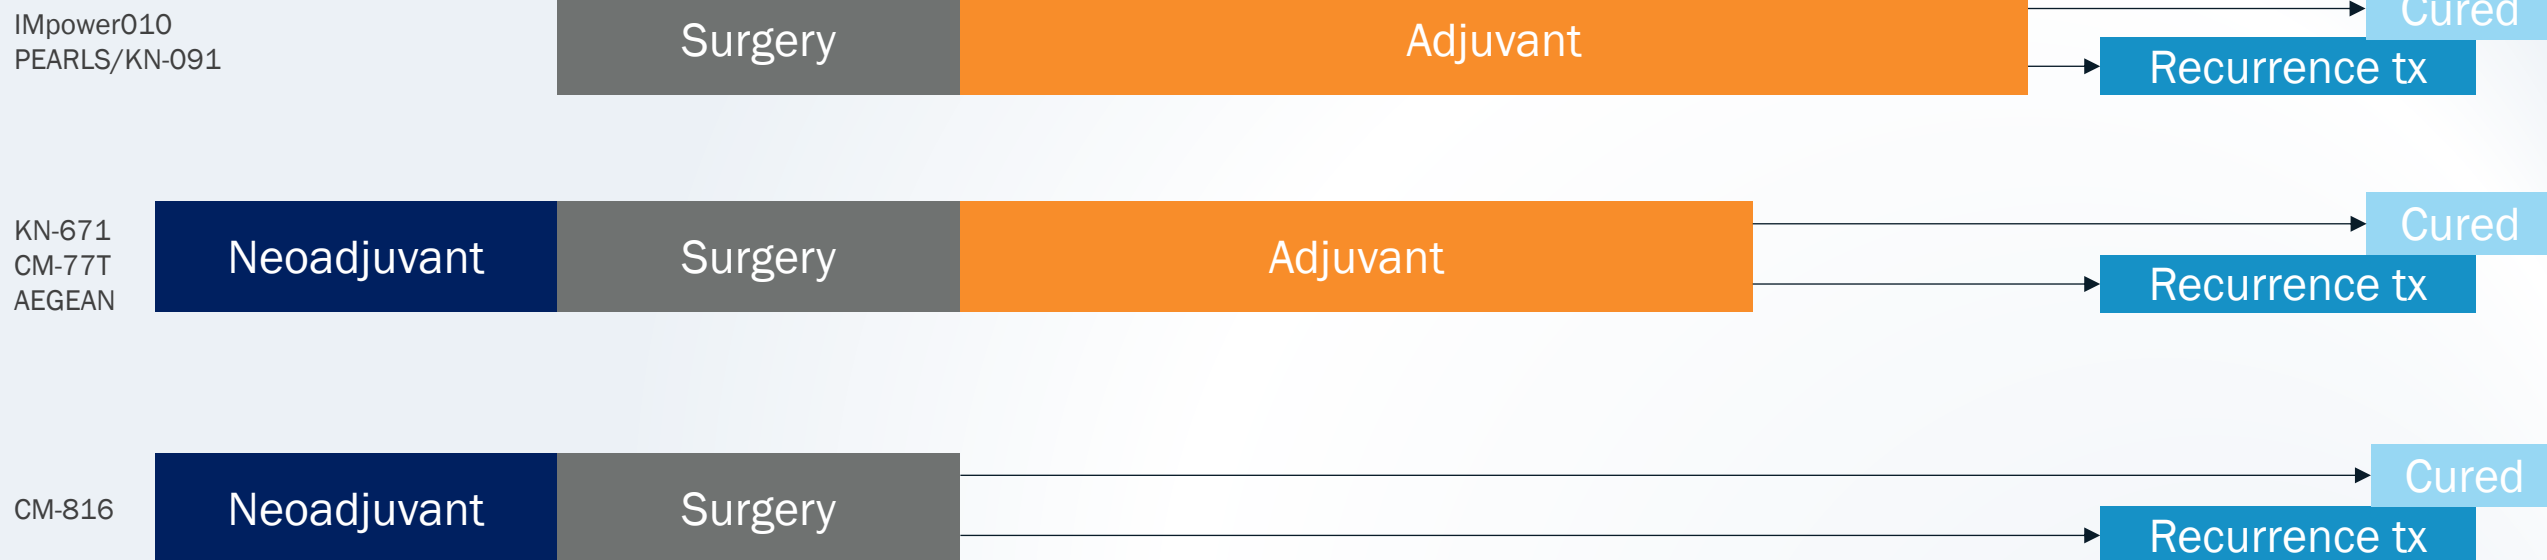 IMpower010
PEARLS/KN-091
Surgery
Adjuvant
Cured
Recurrence tx
KN-671
CM-77T
AEGEAN
Neoadjuvant
Surgery
Adjuvant
Cured
Recurrence tx
CM-816
Neoadjuvant
Surgery
Cured
Recurrence tx